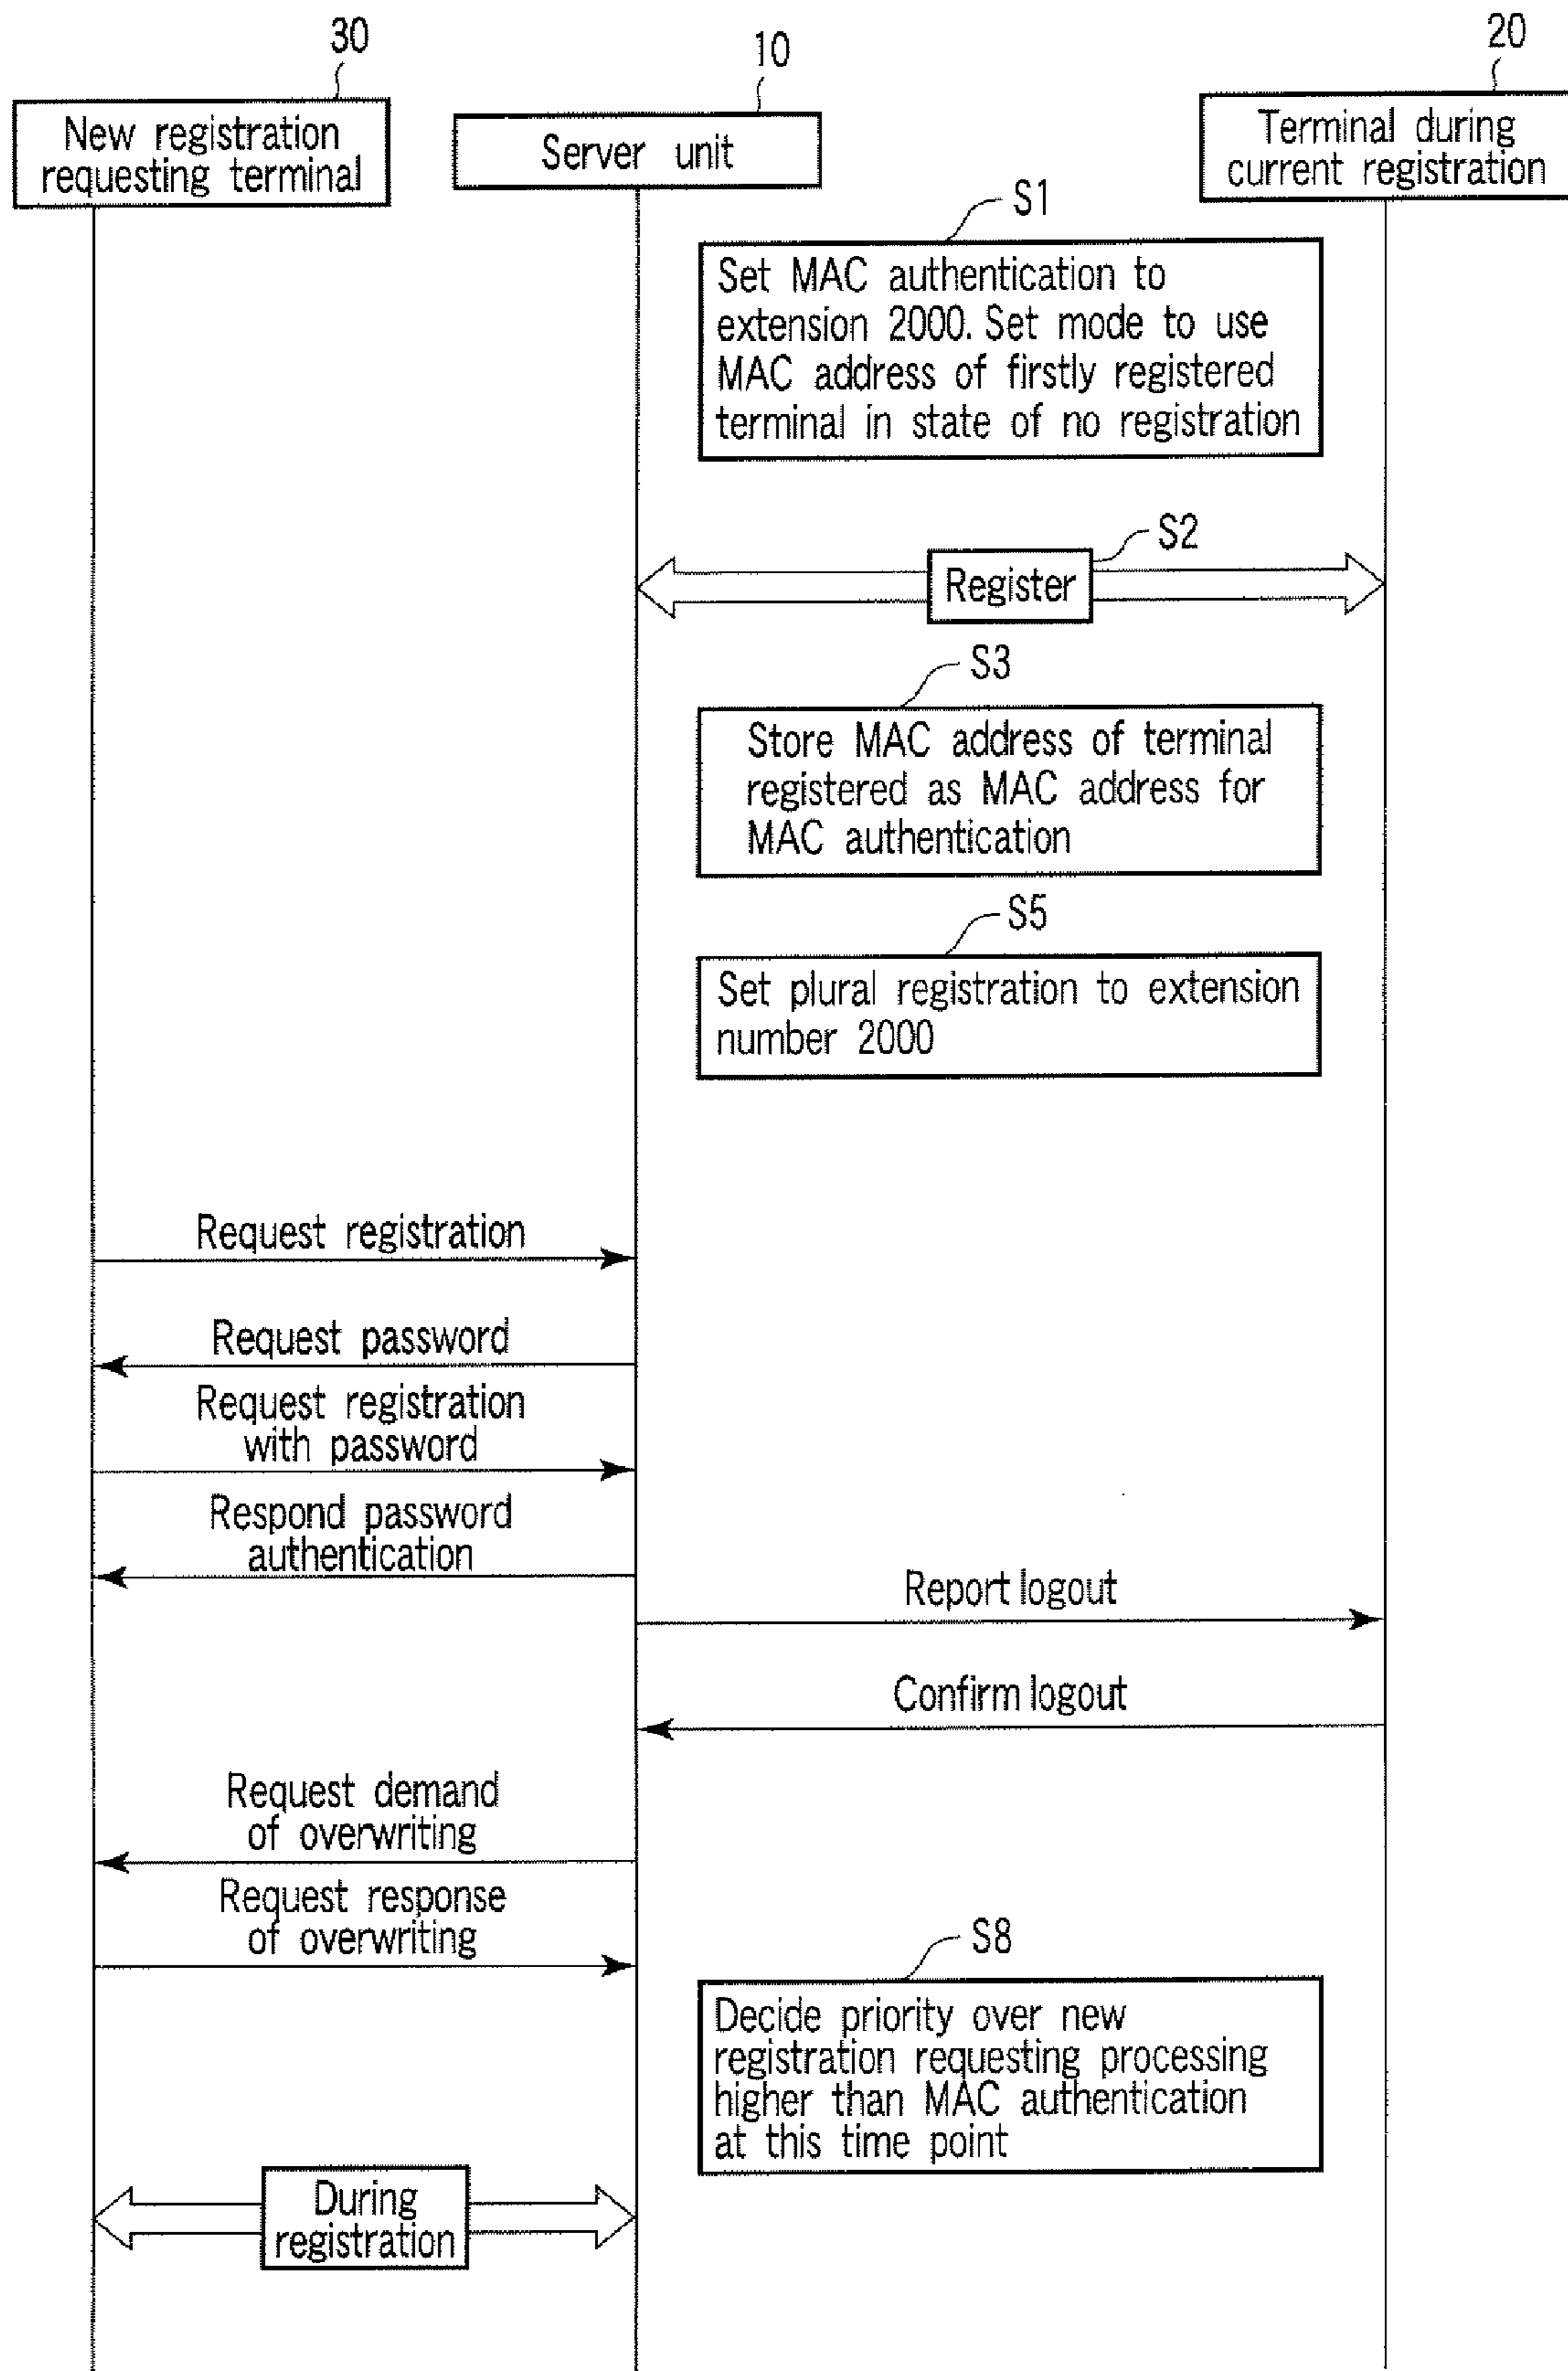 30
10
20
New registration
requesting terminal
Server unit
Terminal during
current registration
S1
Set MAC authentication to
extension 2000. Set mode to use
MAC address of firstly registered
terminal in state of no registration
S2
Register
S3
Store MAC address of terminal
registered as MAC address for
MAC authentication
S5
Set plural registration to extension
number 2000
Request registration
Request password
Request registration
with password
Respond password
authentication
Report logout
Confirm logout
Request demand
of overwriting
Request response
of overwriting
S8
Decide priority over new
registration requesting processing
higher than MAC authentication
at this time point
During
registration